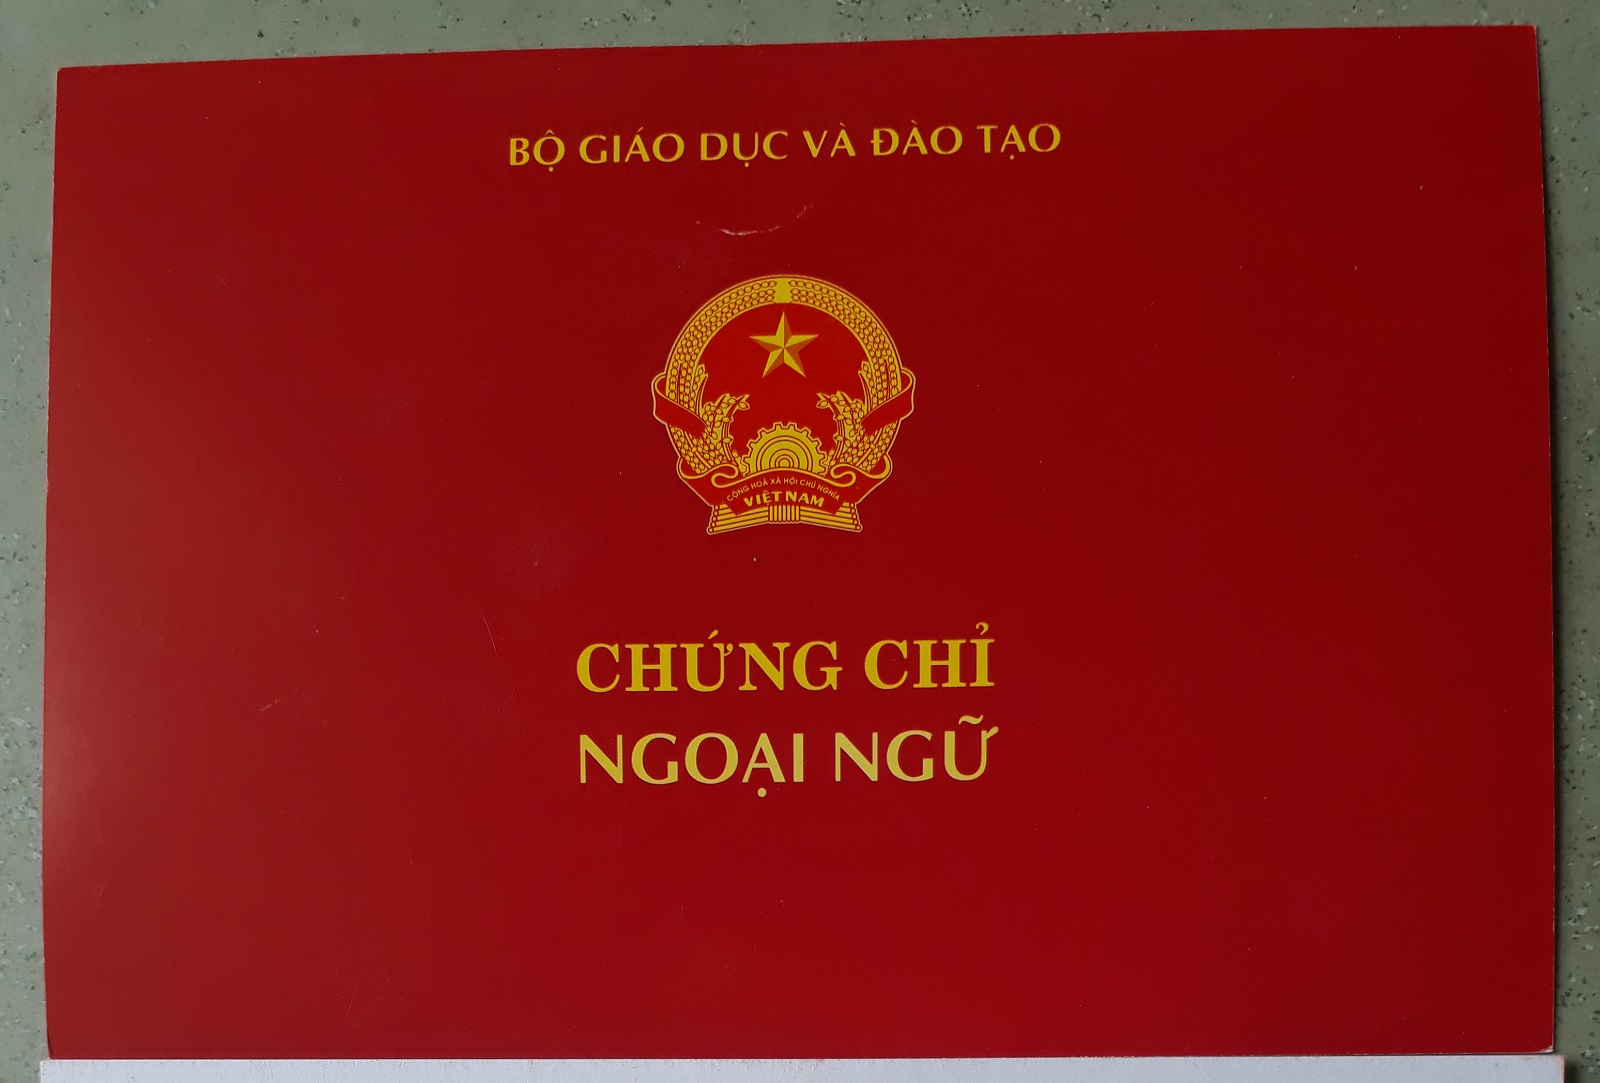 BỘ GIÁO DỤC VÀ ĐÀO TẠO
CỘNG HOÀ XÃ HỘI CHỦ NGHĨA
VIỆT NAM
CHỨNG CHỈ
NGOẠI NGỮ